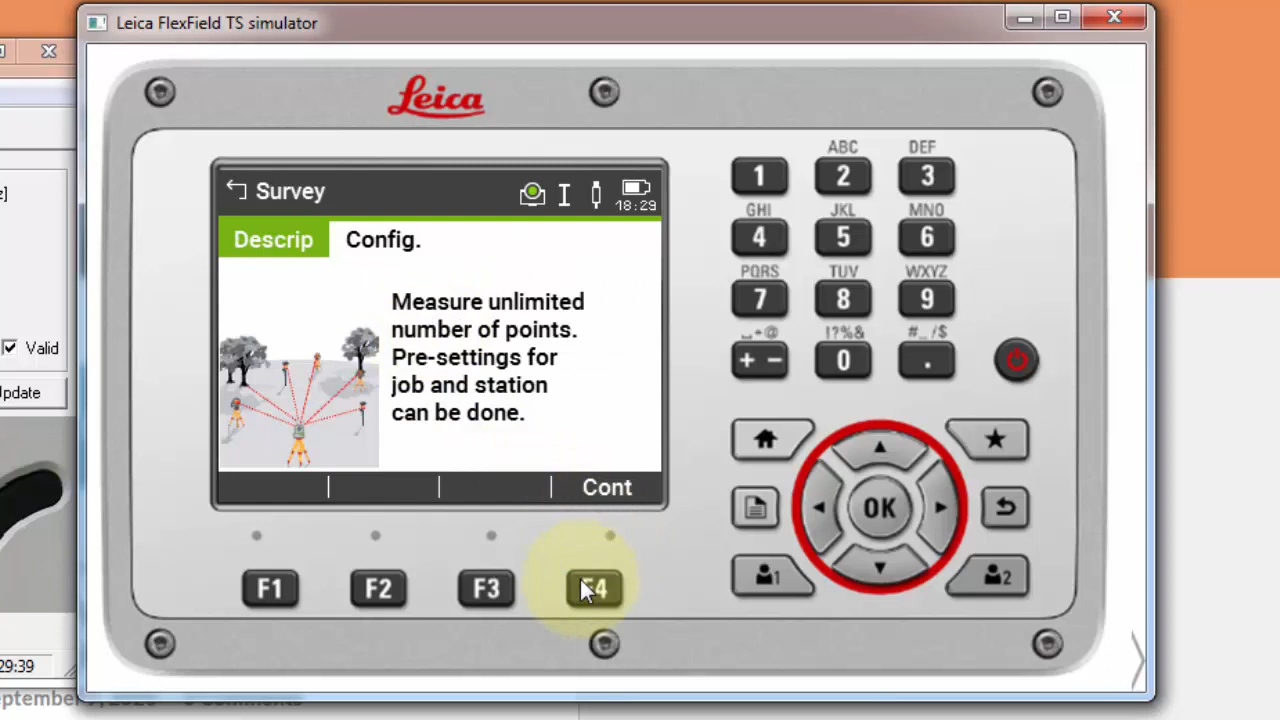 Leica FlexField TS simulator
Leica
Survey
18:29
Descrip
Config.
Measure unlimited
number of points.
Pre-settings for
job and station
can be done.
Cont
F1
F2
F3
F4
1
ABC
2
DEF
3
GHI
4
JKL
5
MNO
6
PQRS
7
TUV
8
WXYZ
9
␣+@
+ −
!?%&
0
#_/$
.
OK
1
2
z]
Valid
pdate
29:39